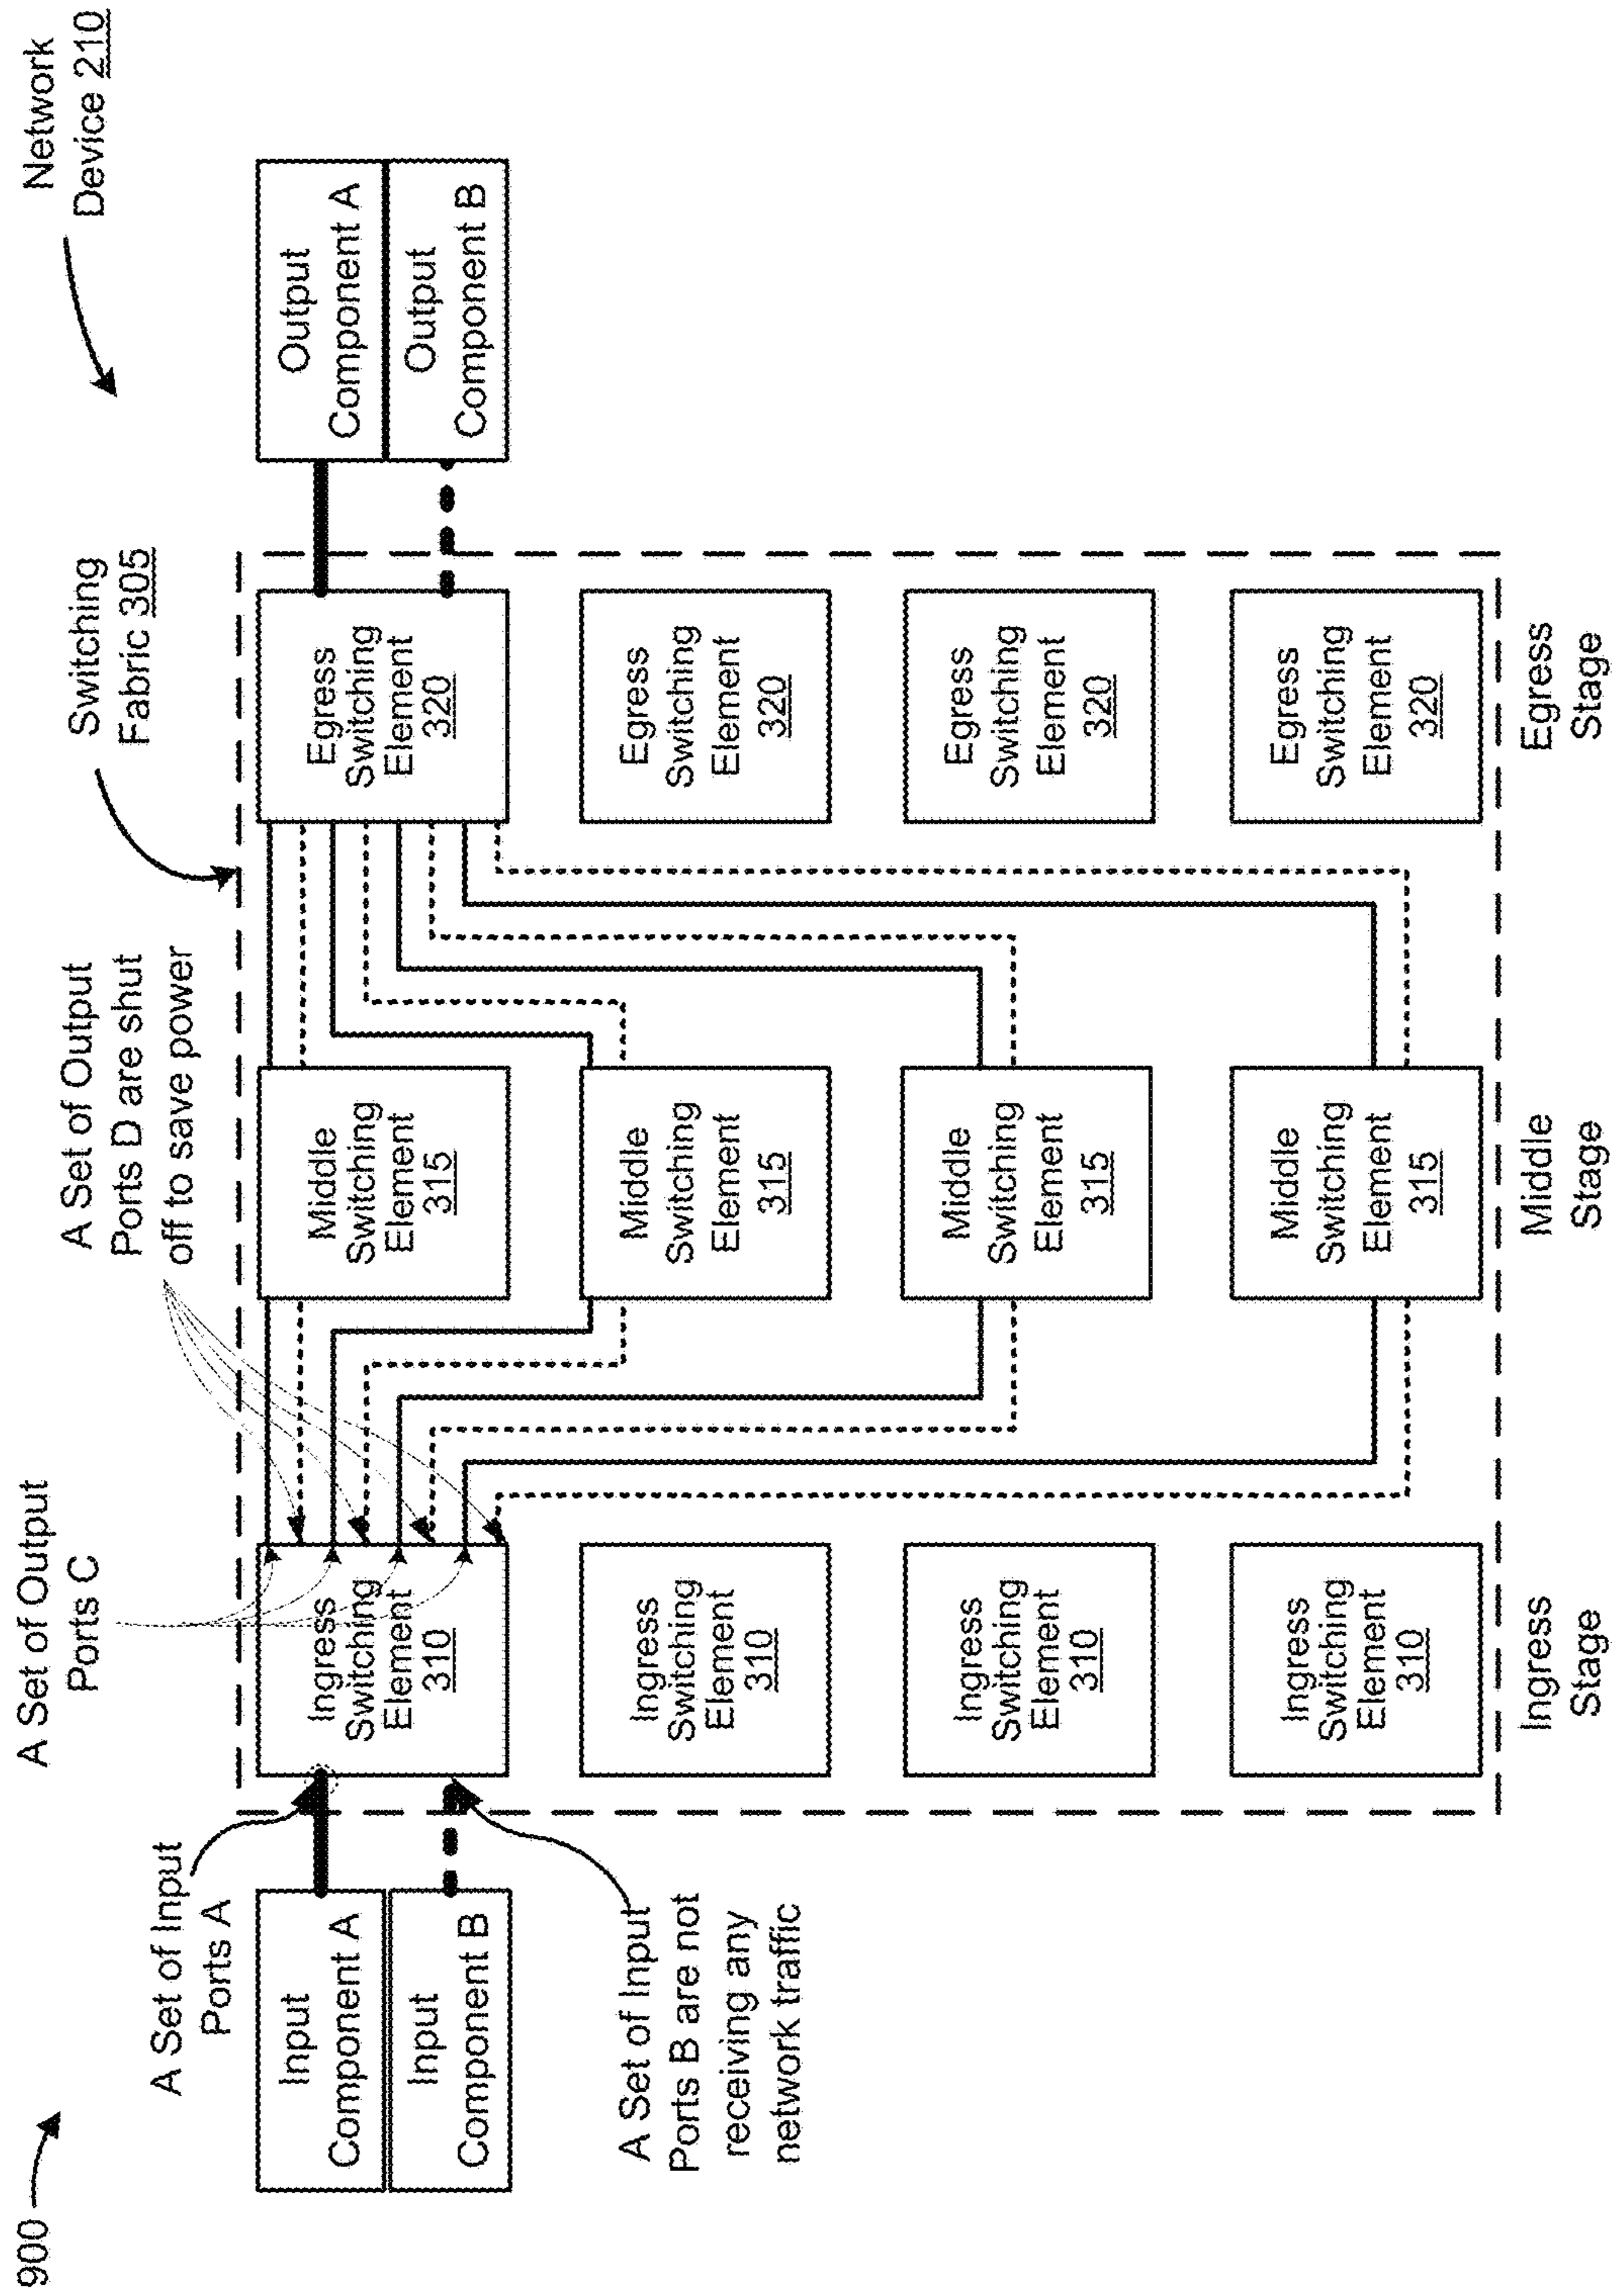 900
Network
Device 210
Switching
Fabric 305
A Set of Output
Ports D are shut
off to save power
A Set of Output
Ports C
A Set of Input
Ports A
Input
Component A
Input
Component B
A Set of Input
Ports B are not
receiving any
network traffic
Ingress
Switching
Element
310
Ingress
Switching
Element
310
Ingress
Switching
Element
310
Ingress
Switching
Element
310
Ingress
Stage
Middle
Switching
Element
315
Middle
Switching
Element
315
Middle
Switching
Element
315
Middle
Switching
Element
315
Middle
Stage
Egress
Switching
Element
320
Egress
Switching
Element
320
Egress
Switching
Element
320
Egress
Switching
Element
320
Egress
Stage
Output
Component A
Output
Component B